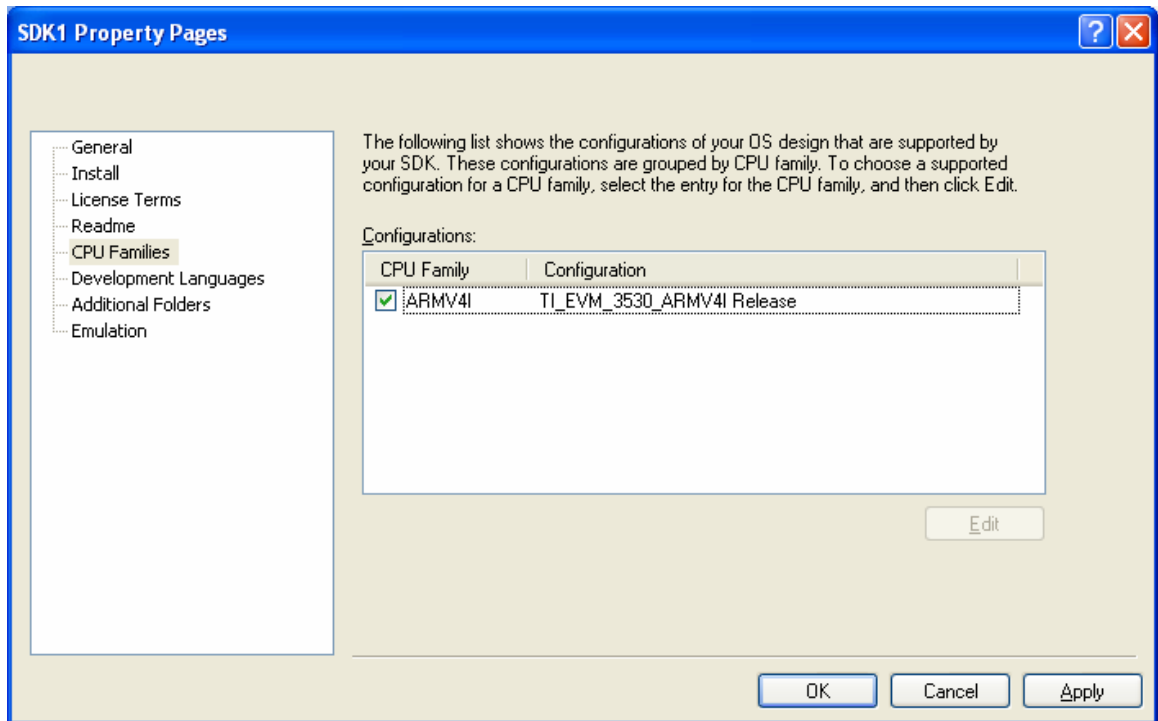 SDK1 Property Pages
General
Install
License Terms
Readme
CPU Families
Development Languages
Additional Folders
Emulation
The following list shows the configurations of your OS design that are supported by
your SDK. These configurations are grouped by CPU family. To choose a supported
configuration for a CPU family, select the entry for the CPU family, and then click Edit.
Configurations:
CPU Family Configuration
ARMV4I TI_EVM_3530_ARMV4I Release
Edit
OK Cancel Apply